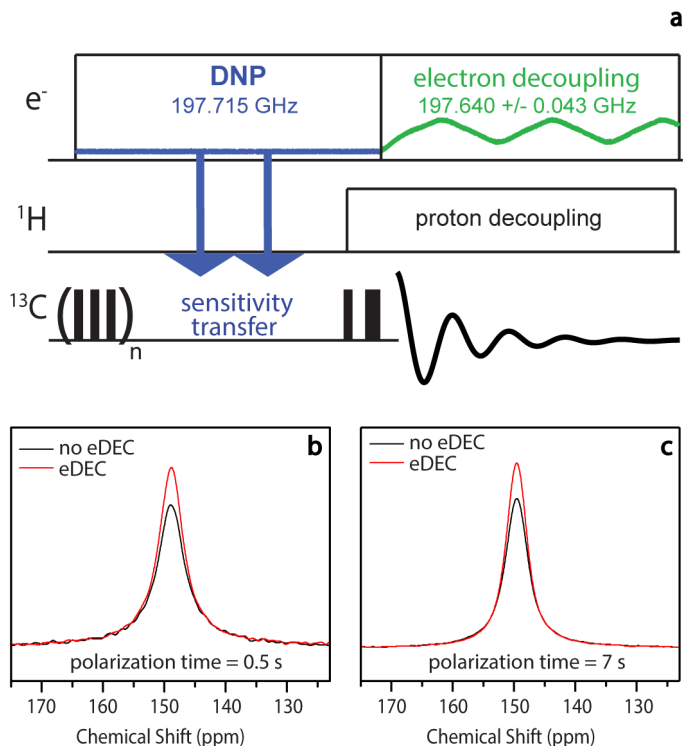 a
e-
DNP
197.715 GHz
electron decoupling
197.640 +/- 0.043 GHz
1H
proton decoupling
13C
( )n
sensitivity
transfer
b
no eDEC
eDEC
polarization time = 0.5 s
170 160 150 140 130
Chemical Shift (ppm)
c
no eDEC
eDEC
polarization time = 7 s
170 160 150 140 130
Chemical Shift (ppm)